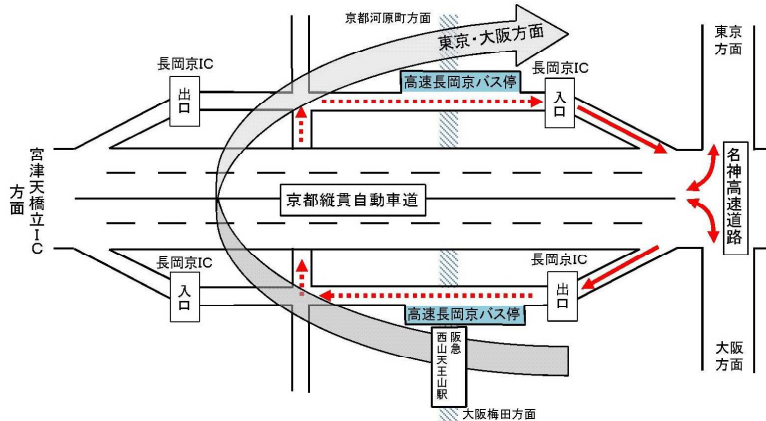 京都河原町方面
東京・大阪方面
東京
方面
長岡京IC
出口
高速長岡京バス停
長岡京IC
入口
宮津天橋立IC
方面
京都縦貫自動車道
名神高速道路
長岡京IC
入口
高速長岡京バス停
長岡京IC
出口
阪急
西山天王山駅
大阪
方面
大阪梅田方面